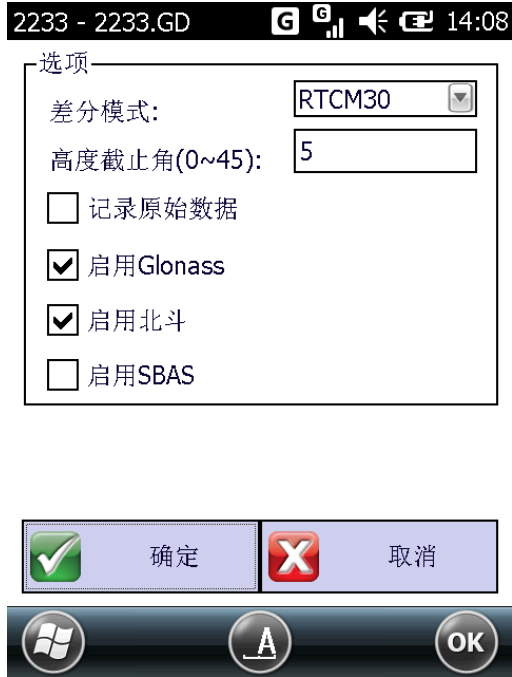 2233 - 2233.GD G G 14:08
选项
差分模式: RTCM30
高度截止角(0~45): 5
记录原始数据
启用Glonass
启用北斗
启用SBAS
确定 取消
A OK